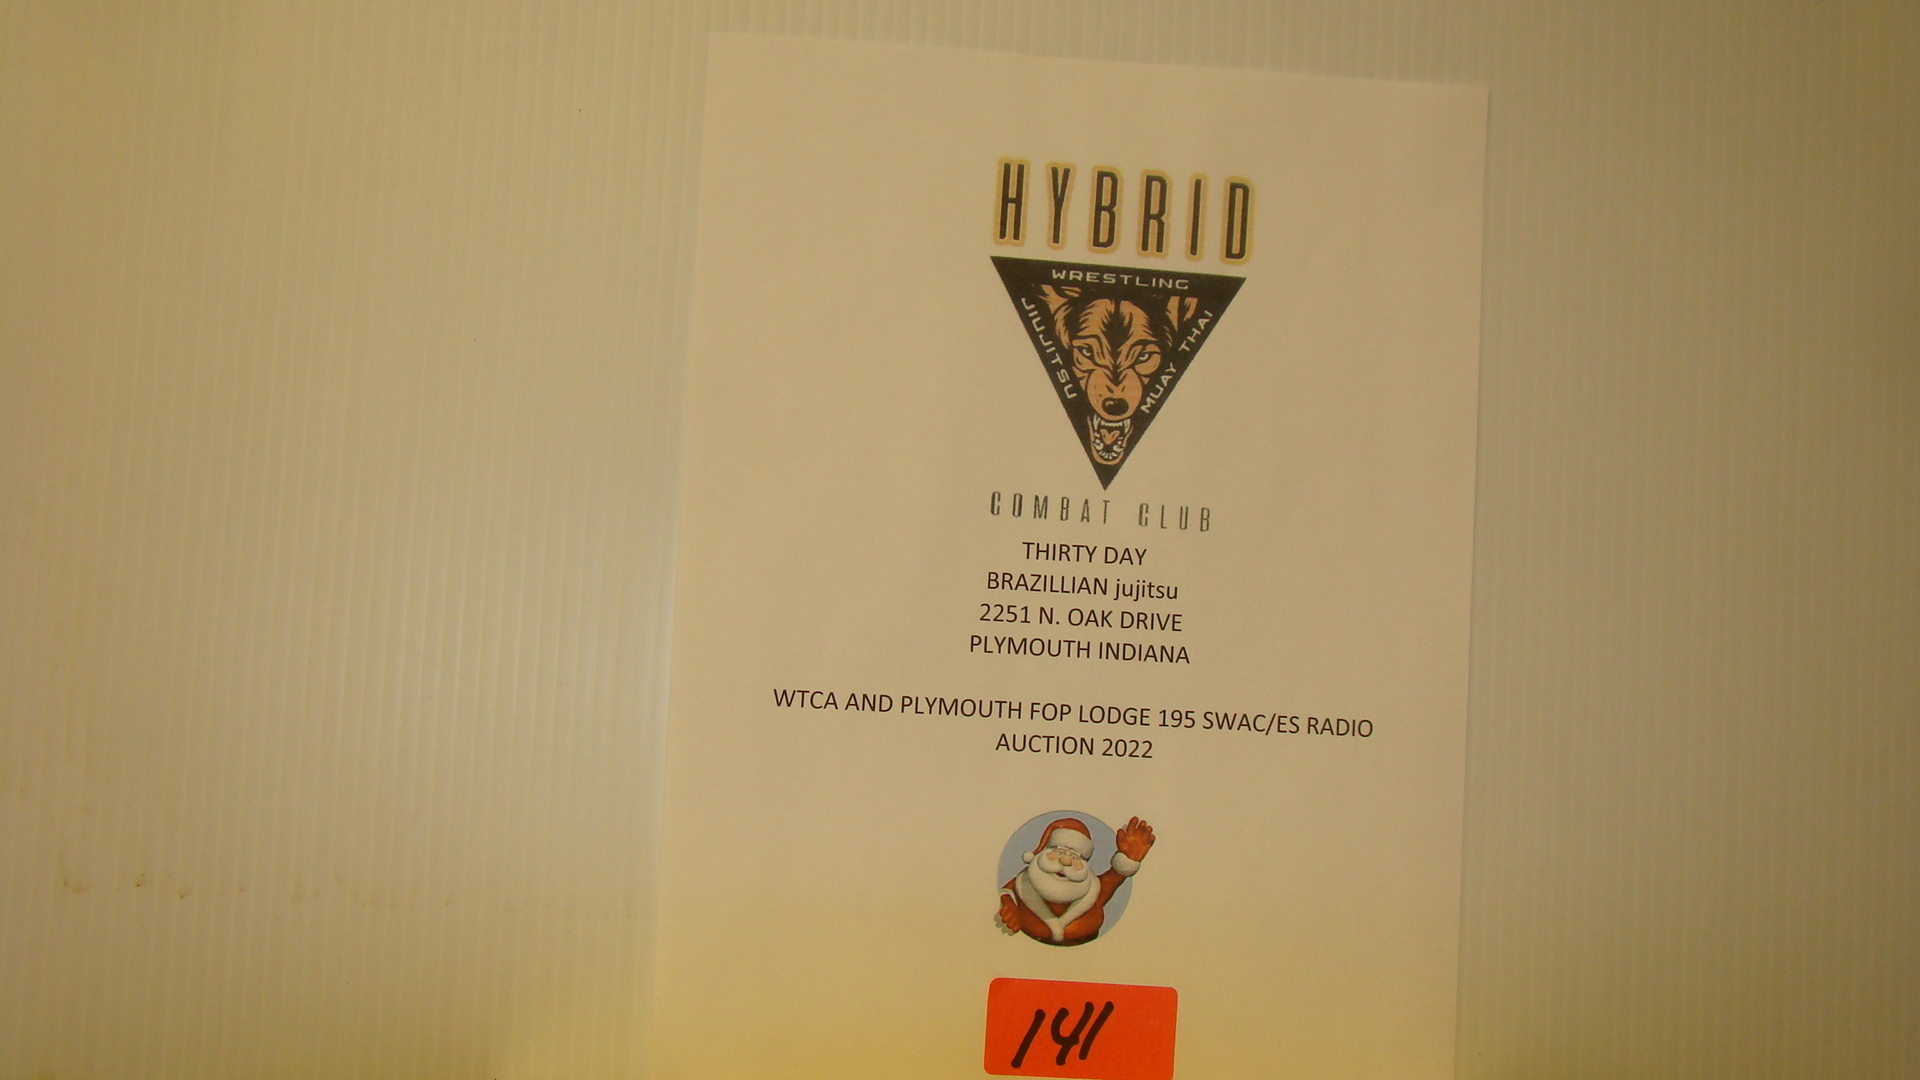 HYBRID
WRESTLING
JIUJITSU
MUAY THAI
COMBAT CLUB
THIRTY DAY
BRAZILLIAN jujitsu
2251 N. OAK DRIVE
PLYMOUTH INDIANA
WTCA AND PLYMOUTH FOP LODGE 195 SWAC/ES RADIO
AUCTION 2022
141